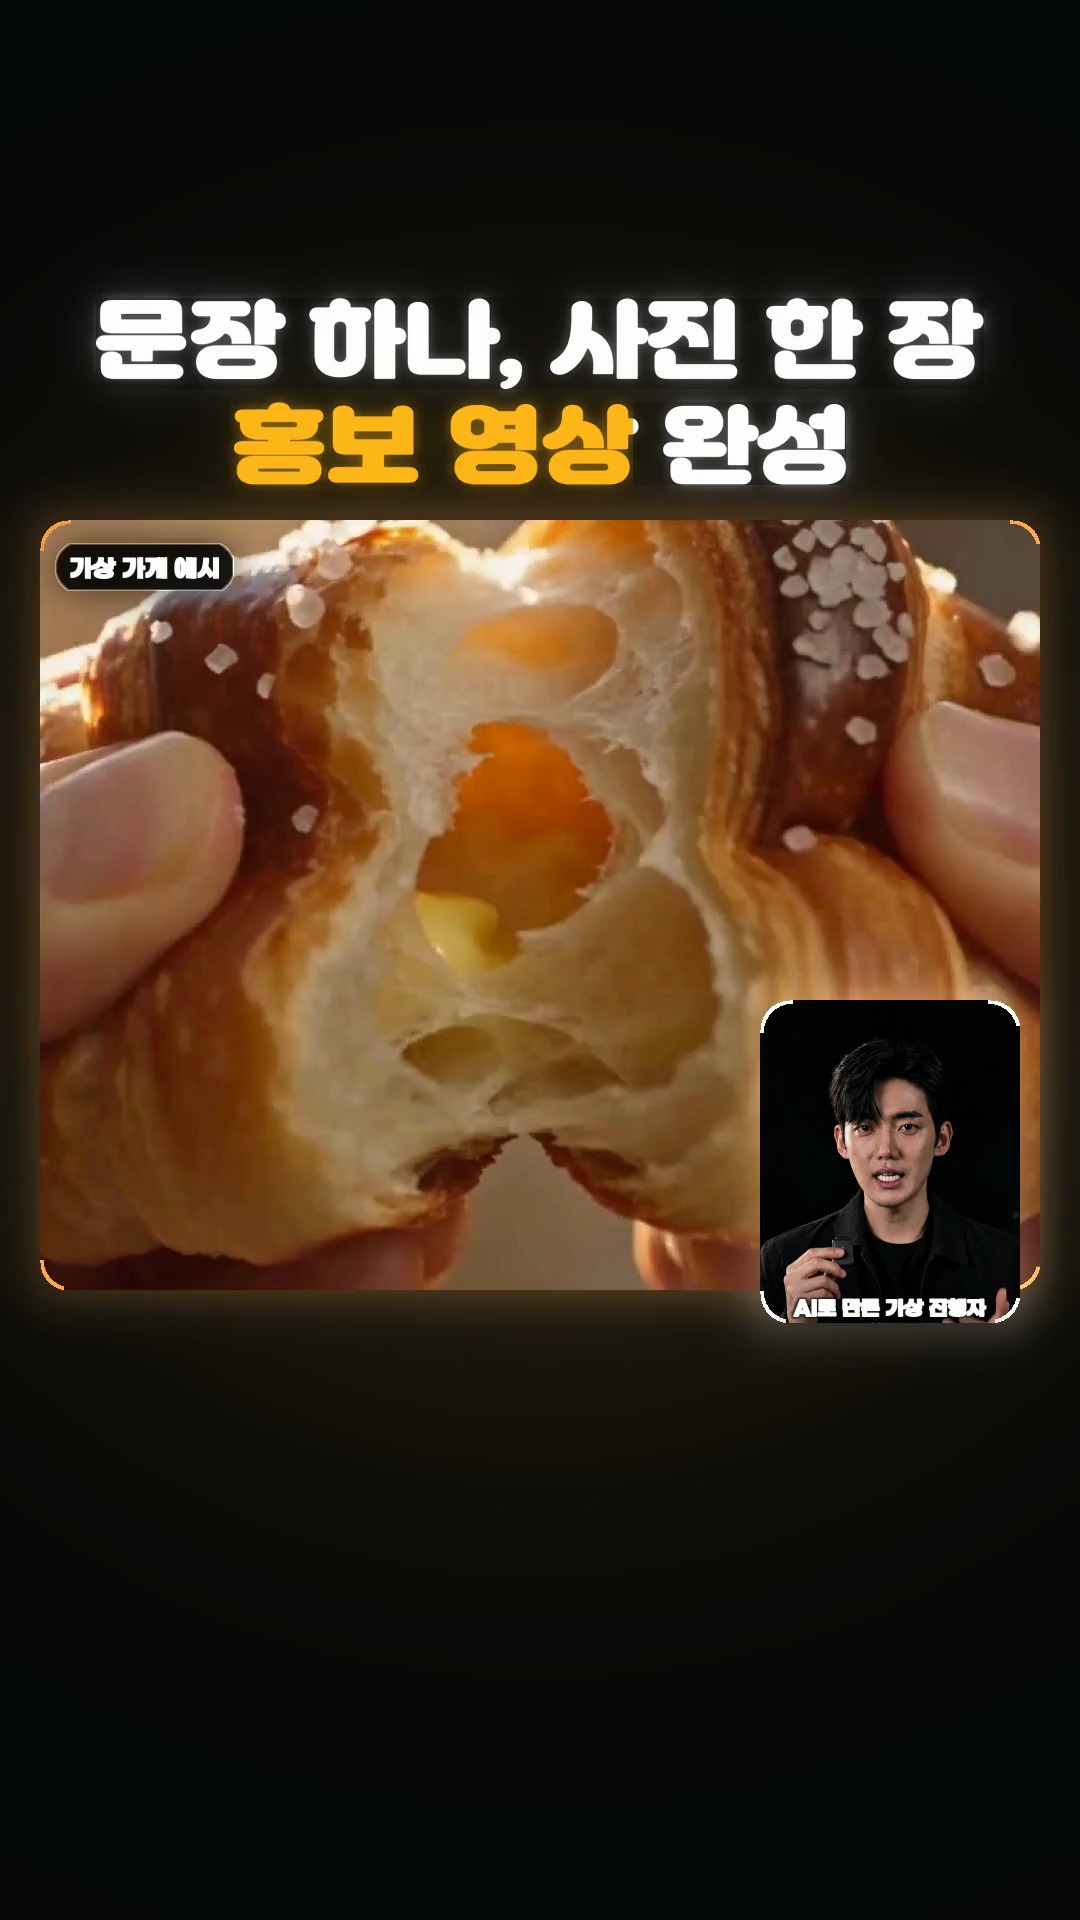 문장 하나, 사진 한 장
홍보 영상 완성
가상 가게 예시
AI로 만든 가상 진행자